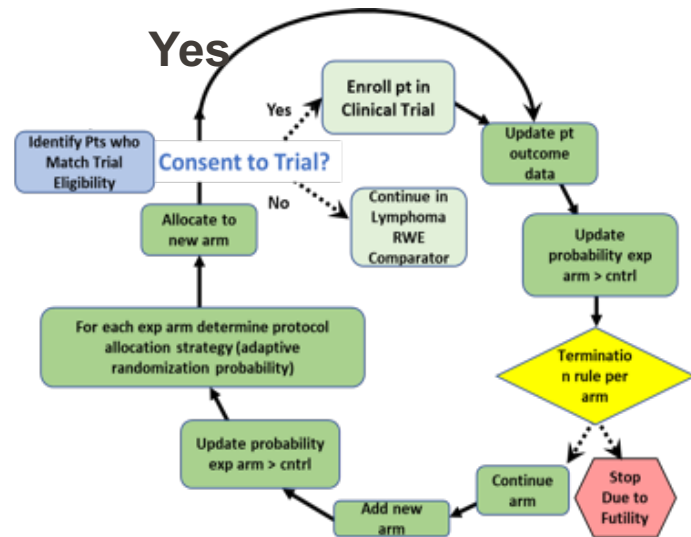 Yes
Enroll pt in
Clinical Trial
Yes
Identify Pts who
Match Trial
Eligibility
Consent to Trial?
Update pt
outcome
data
No
Continue in
Lymphoma
RWE
Comparator
Allocate to
new arm
Update
probability exp
arm > cntrl
For each exp arm determine protocol
allocation strategy (adaptive
randomization probability)
Terminatio
n rule per
arm
Update probability
exp arm > cntrl
Continue
arm
Stop
Due to
Futility
Add new
arm